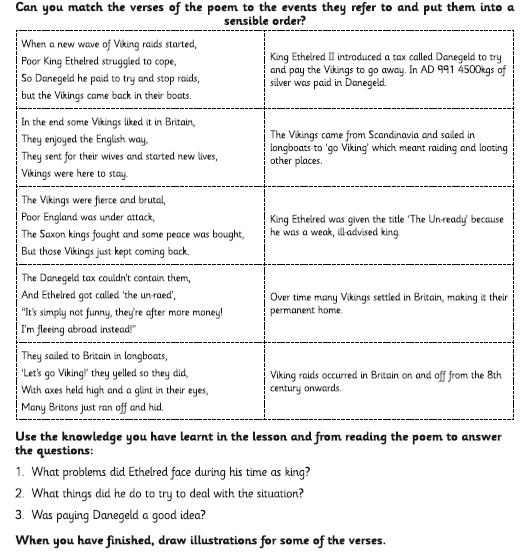 Can you match the verses of the poem to the events they refer to and put them into a
sensible order?
When a new wave of Viking raids started,
Poor King Ethelred struggled to cope,
So Danegeld he paid to try and stop raids,
but the Vikings came back in their boats.
King Ethelred II introduced a tax called Danegeld to try
and pay the Vikings to go away. In AD 991 4500kgs of
silver was paid in Danegeld.
In the end some Vikings liked it in Britain,
They enjoyed the English way,
They sent for their wives and started new lives,
Vikings were here to stay.
The Vikings came from Scandinavia and sailed in
longboats to 'go Viking' which meant raiding and looting
other places.
The Vikings were fierce and brutal,
Poor England was under attack,
The Saxon kings fought and some peace was bought,
But those Vikings just kept coming back.
King Ethelred was given the title 'The Un-ready' because
he was a weak, ill-advised king.
The Danegeld tax couldn't contain them,
And Ethelred got called 'the un-raed',
"It's simply not funny, they're after more money!
I'm fleeing abroad instead!"
Over time many Vikings settled in Britain, making it their
permanent home.
They sailed to Britain in longboats,
'Let's go Viking!' they yelled so they did,
With axes held high and a glint in their eyes,
Many Britons just ran off and hid.
Viking raids occurred in Britain on and off from the 8th
century onwards.
Use the knowledge you have learnt in the lesson and from reading the poem to answer
the questions:
1. What problems did Ethelred face during his time as king?
2. What things did he do to try to deal with the situation?
3. Was paying Danegeld a good idea?
When you have finished, draw illustrations for some of the verses.